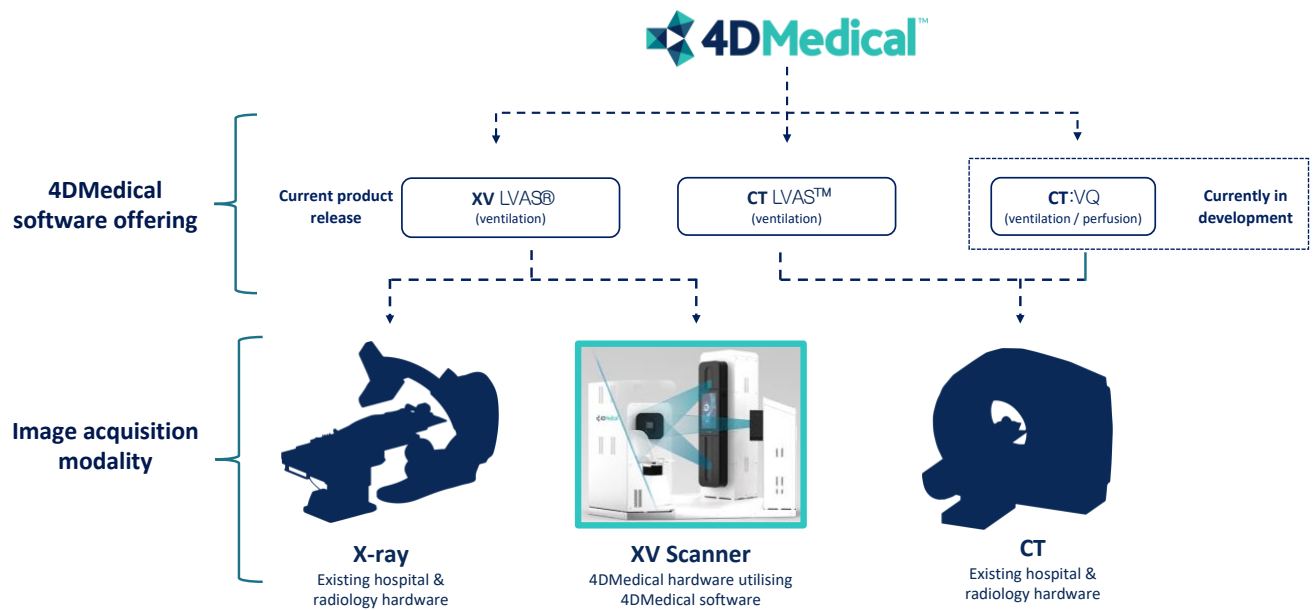 4DMedical™
4DMedical
software offering
Current product
release
XV LVAS®
(ventilation)
CT LVAS™
(ventilation)
CT:VQ
(ventilation / perfusion)
Currently in
development
Image acquisition
modality
4DMedical
X-ray
Existing hospital &
radiology hardware
XV Scanner
4DMedical hardware utilising
4DMedical software
CT
Existing hospital &
radiology hardware